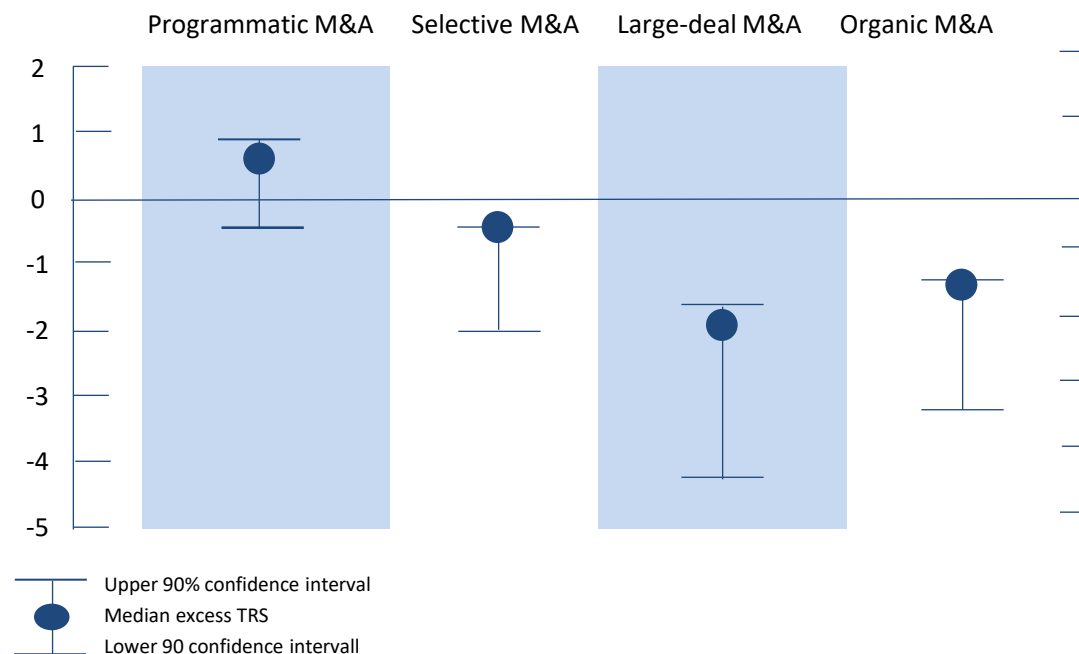 Programmatic M&A Selective M&A Large-deal M&A Organic M&A
2
1
0
-1
-2
-3
-4
-5
Upper 90% confidence interval
Median excess TRS
Lower 90 confidence intervall